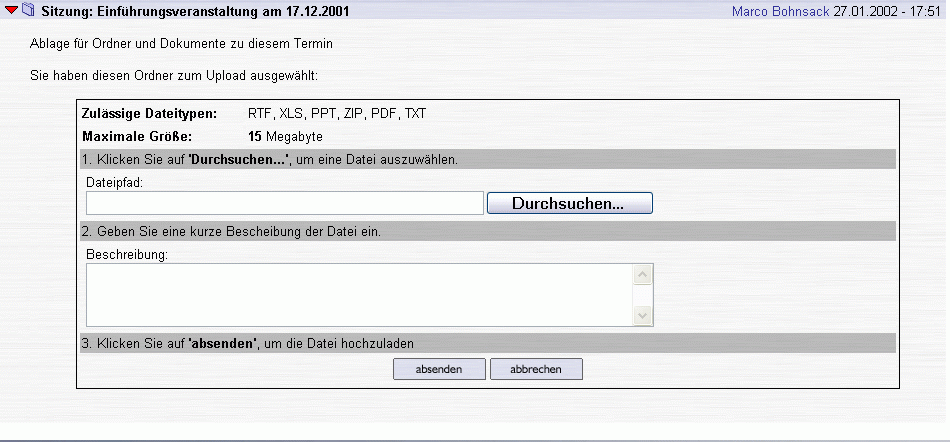 Sitzung: Einführungsveranstaltung am 17.12.2001 Marco Bohnsack 27.01.2002 - 17:51
Ablage für Ordner und Dokumente zu diesem Termin
Sie haben diesen Ordner zum Upload ausgewählt:
Zulässige Dateitypen: RTF, XLS, PPT, ZIP, PDF, TXT
Maximale Größe: 15 Megabyte
1. Klicken Sie auf 'Durchsuchen...', um eine Datei auszuwählen.
Dateipfad:
Durchsuchen...
2. Geben Sie eine kurze Bescheibung der Datei ein.
Beschreibung:
3. Klicken Sie auf 'absenden', um die Datei hochzuladen
absenden abbrechen